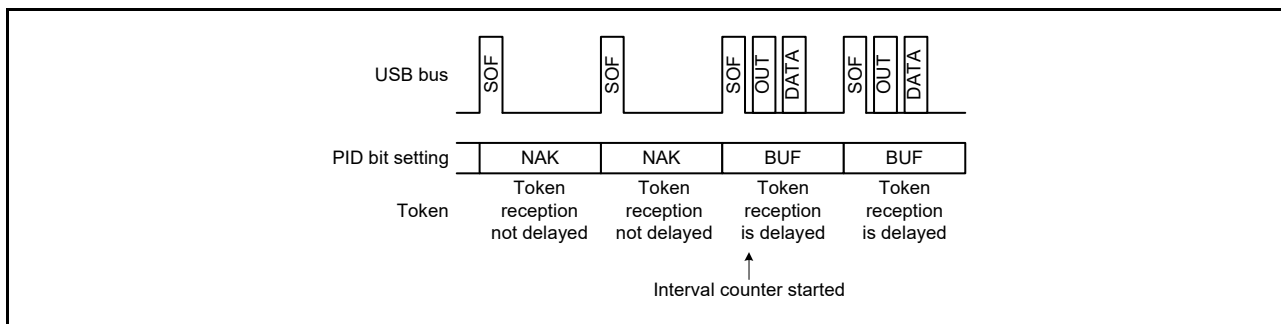 USB bus
SOF
SOF
SOF
OUT
DATA
SOF
OUT
DATA
PID bit setting
NAK
NAK
BUF
BUF
Token
Token
reception
not delayed
Token
reception
not delayed
Token
reception
is delayed
Token
reception
is delayed
Interval counter started